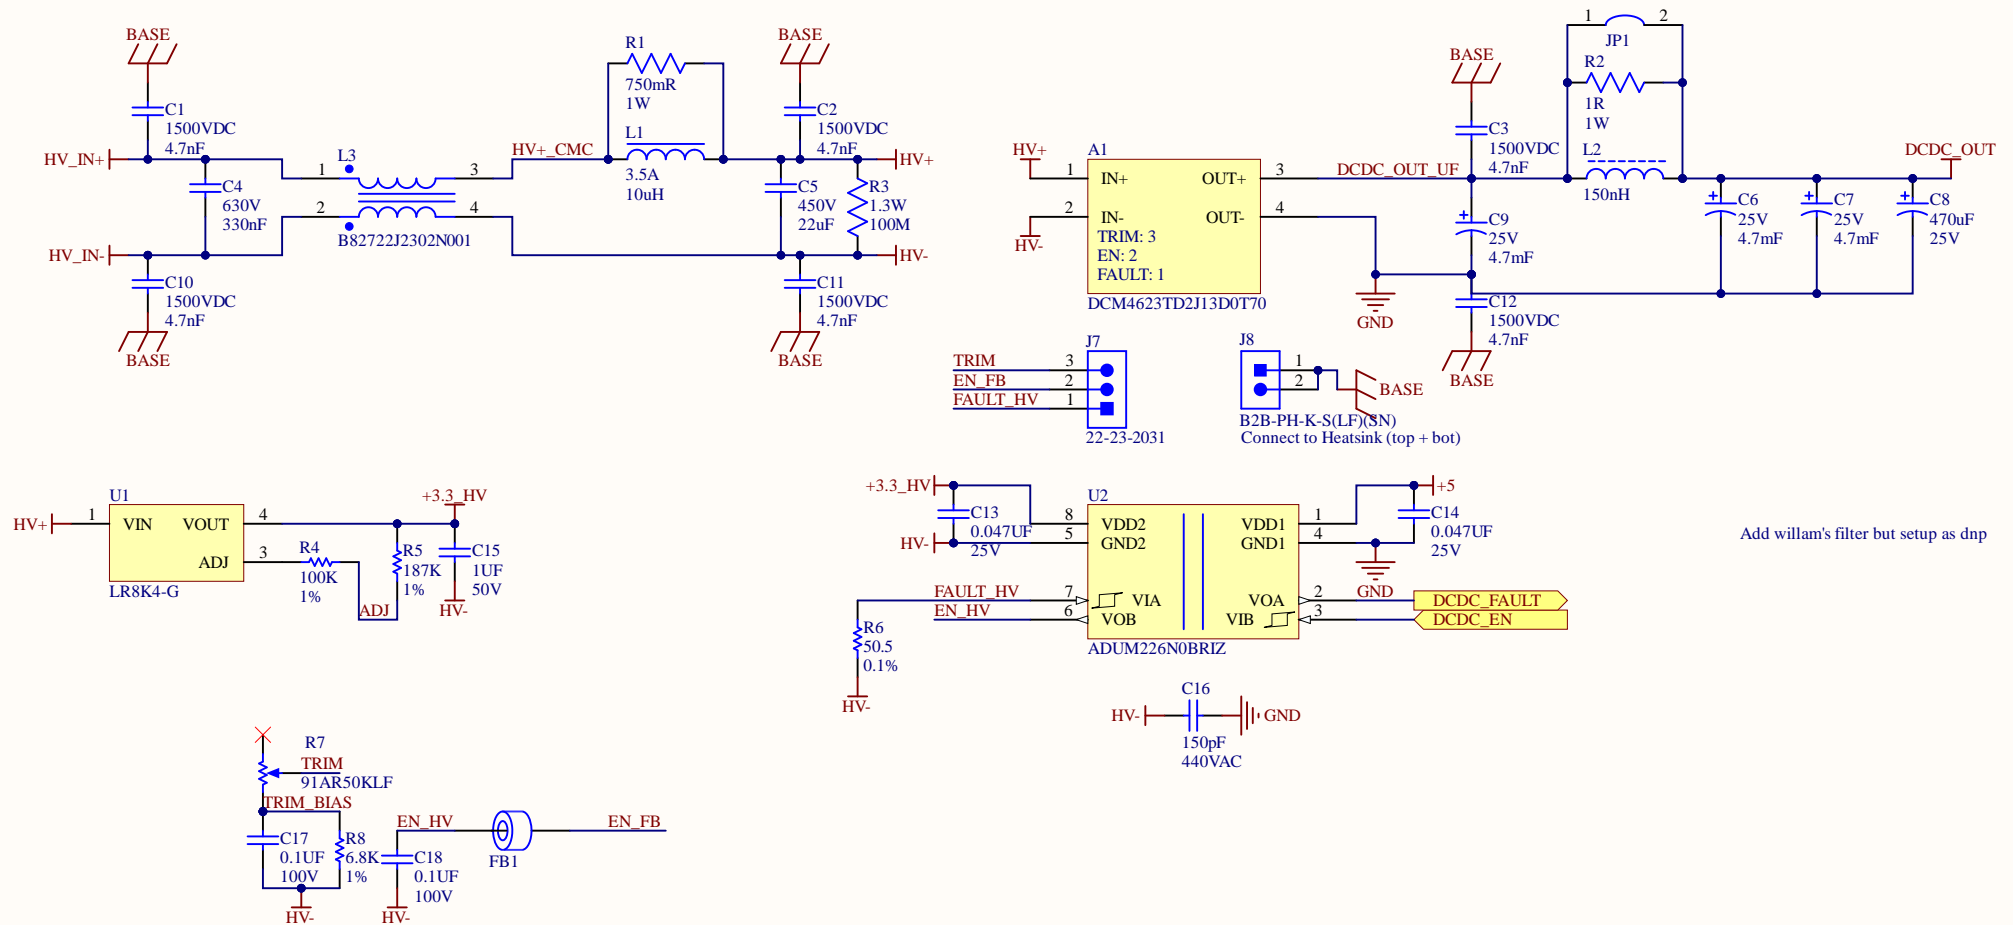 BASE
C1
1500VDC
4.7nF
HV_IN+
C4
630V
330nF
HV_IN-
C10
1500VDC
4.7nF
BASE
L3
1
3
2
4
B82722J2302N001
HV+_CMC
R1
750mR
1W
L1
3.5A
10uH
BASE
C2
1500VDC
4.7nF
HV+
C5
450V
22uF
R3
1.3W
100M
HV-
C11
1500VDC
4.7nF
BASE
HV+
A1
1
IN+
OUT+
3
2
IN-
OUT-
4
HV-
TRIM: 3
EN: 2
FAULT: 1
DCM4623TD2J13D0T70
DCDC_OUT_UF
BASE
C3
1500VDC
4.7nF
1
2
JP1
R2
1R
1W
L2
150nH
DCDC_OUT
C9
25V
4.7mF
C6
25V
4.7mF
C7
25V
4.7mF
C8
470uF
25V
GND
C12
1500VDC
4.7nF
BASE
J7
TRIM
3
EN_FB
2
FAULT_HV
1
22-23-2031
J8
1
2
BASE
B2B-PH-K-S(LF)(SN)
Connect to Heatsink (top + bot)
U1
HV+
1
VIN
VOUT
4
ADJ
3
LR8K4-G
R4
100K
1%
ADJ
R5
187K
1%
+3.3_HV
C15
1UF
50V
HV-
+3.3_HV
C13
0.047UF
25V
HV-
U2
8
VDD2
VDD1
1
5
GND2
GND1
4
7
VIA
VOA
2
6
VOB
VIB
3
ADUM226N0BRIZ
+5
C14
0.047UF
25V
GND
FAULT_HV
EN_HV
R6
50.5
0.1%
HV-
DCDC_FAULT
DCDC_EN
Add willam's filter but setup as dnp
C16
HV-
GND
150pF
440VAC
R7
TRIM
91AR50KLF
TRIM_BIAS
C17
0.1UF
100V
R8
6.8K
1%
HV-
EN_HV
C18
0.1UF
100V
HV-
FB1
EN_FB